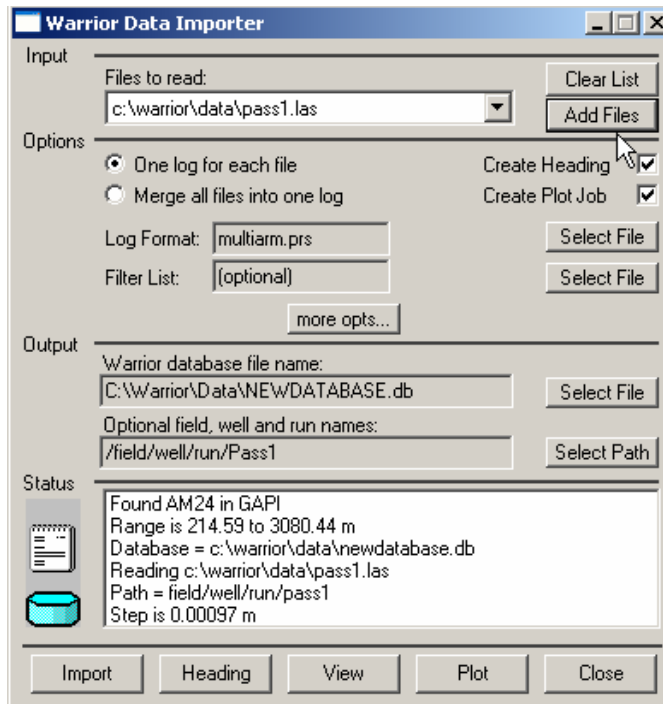 Warrior Data Importer
Input
Files to read:
Clear List
c:\warrior\data\pass1.las
Add Files
Options
One log for each file
Create Heading
Merge all files into one log
Create Plot Job
Log Format:
multiarm.prs
Select File
Filter List:
(optional)
Select File
more opts...
Output
Warrior database file name:
C:\Warrior\Data\NEWDATABASE.db
Select File
Optional field, well and run names:
/field/well/run/Pass1
Select Path
Status
Found AM24 in GAPI
Range is 214.59 to 3080.44 m
Database = c:\warrior\data\newdatabase.db
Reading c:\warrior\data\pass1.las
Path = field/well/run/pass1
Step is 0.00097 m
Import
Heading
View
Plot
Close